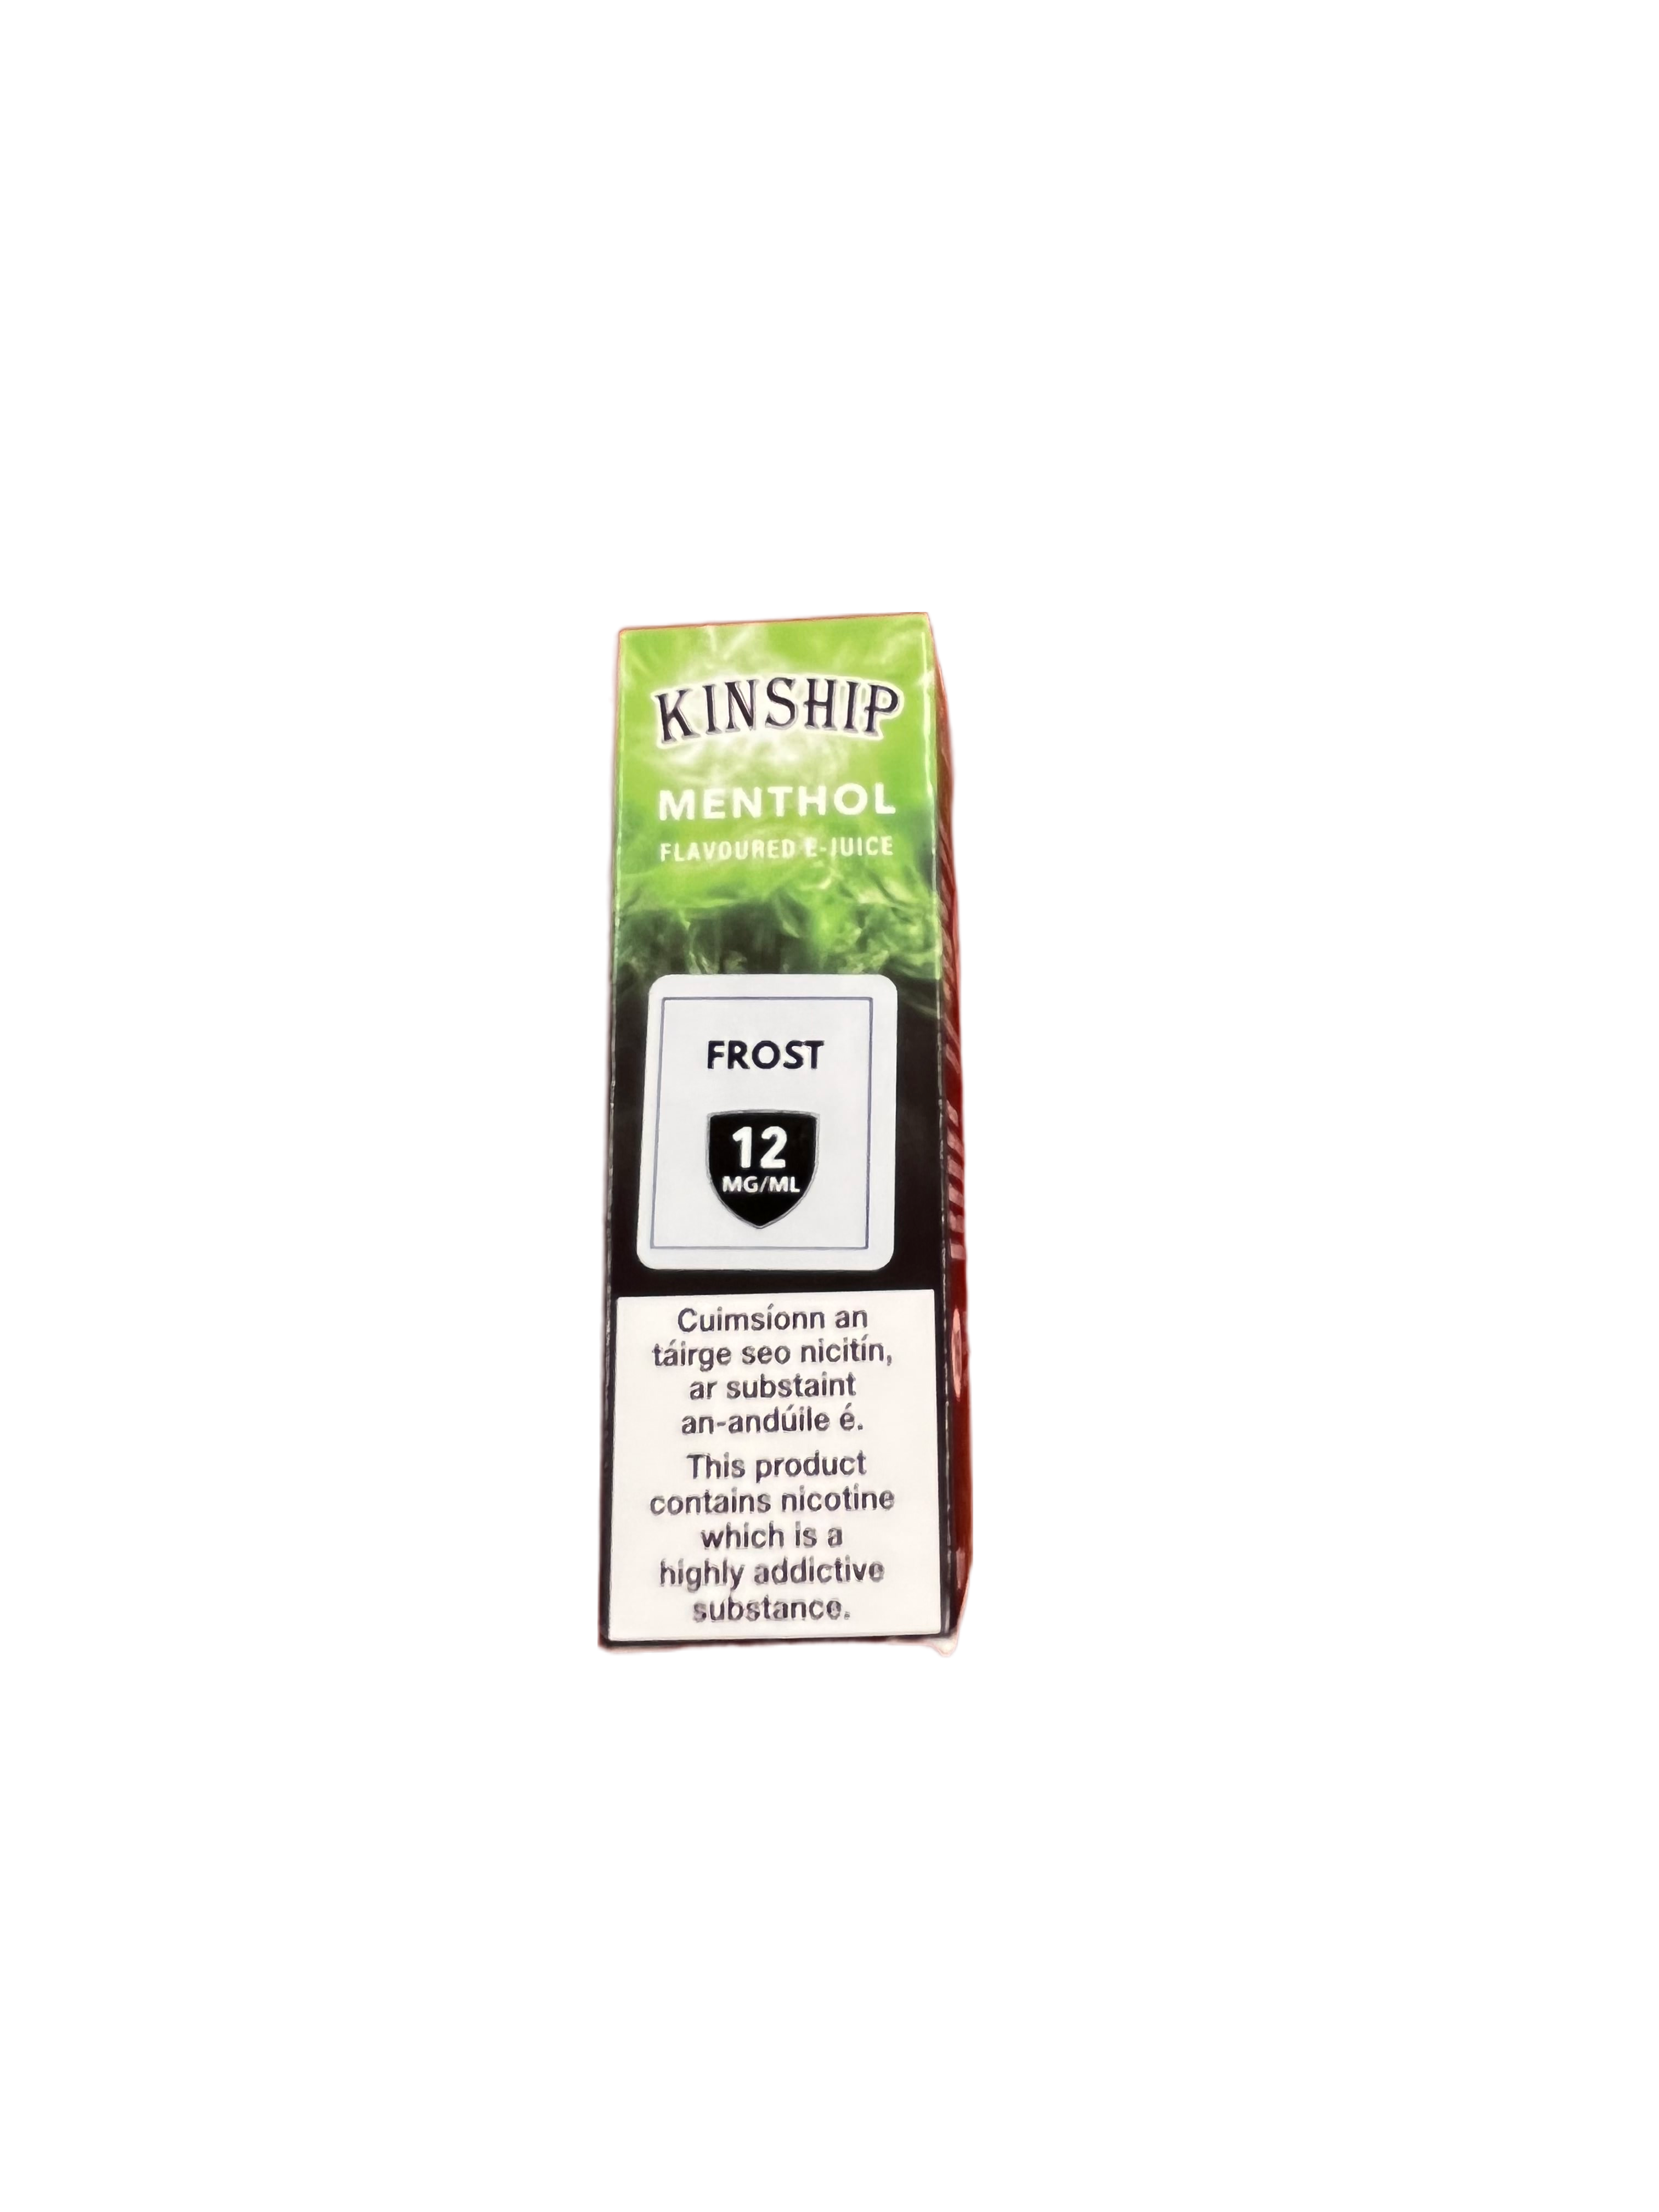 KINSHIP
MENTHOL
FLAVOURED E-JUICE
FROST
12
MG/ML
Cuimsíonn an
táirge seo nicitín,
ar substaint
an-andúile é.
This product
contains nicotine
which is a
highly addictive
substance.